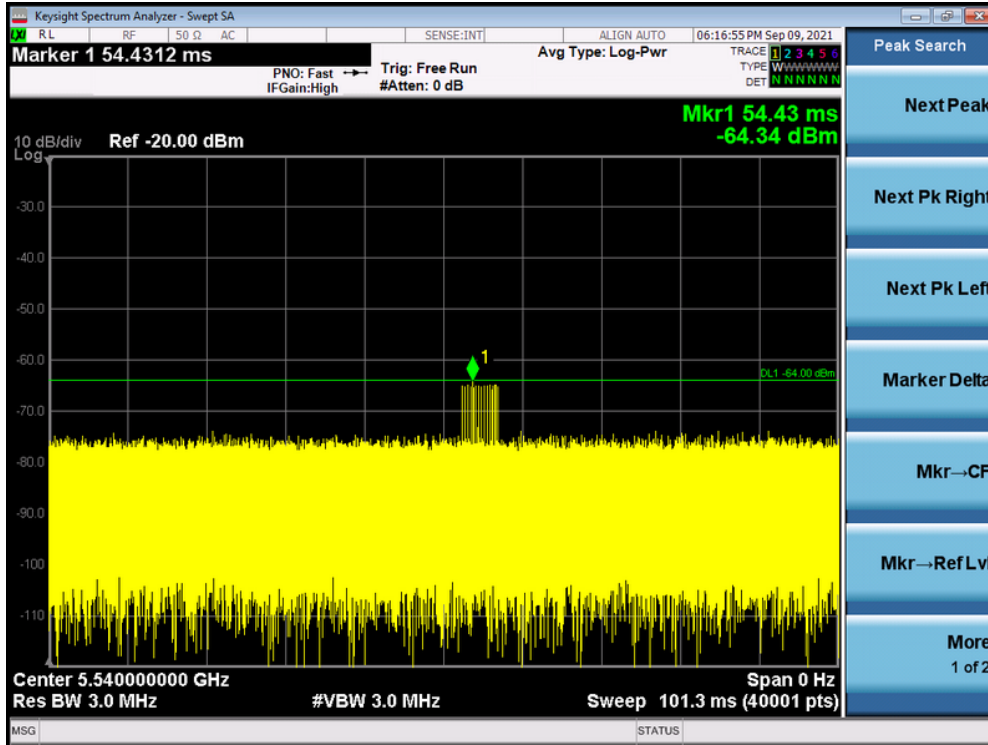 Keysight Spectrum Analyzer - Swept SA
LXI RL RF 50 Ω AC SENSE:INT ALIGN AUTO 06:16:55 PM Sep 09, 2021
Marker 1 54.4312 ms
PNO: Fast
IFGain:High
Trig: Free Run
#Atten: 0 dB
Avg Type: Log-Pwr
TRACE 1 2 3 4 5 6
TYPE WWWWWW
DET N N N N N N
Mkr1 54.43 ms
-64.34 dBm
10 dB/div Ref -20.00 dBm
Log
-30.0
-40.0
-50.0
-60.0
1
DL1 -64.00 dBm
-70.0
-80.0
-90.0
-100
-110
Center 5.540000000 GHz Span 0 Hz
Res BW 3.0 MHz #VBW 3.0 MHz Sweep 101.3 ms (40001 pts)
MSG STATUS
Peak Search
Next Peak
Next Pk Right
Next Pk Left
Marker Delta
Mkr→CF
Mkr→Ref Lvl
More
1 of 2